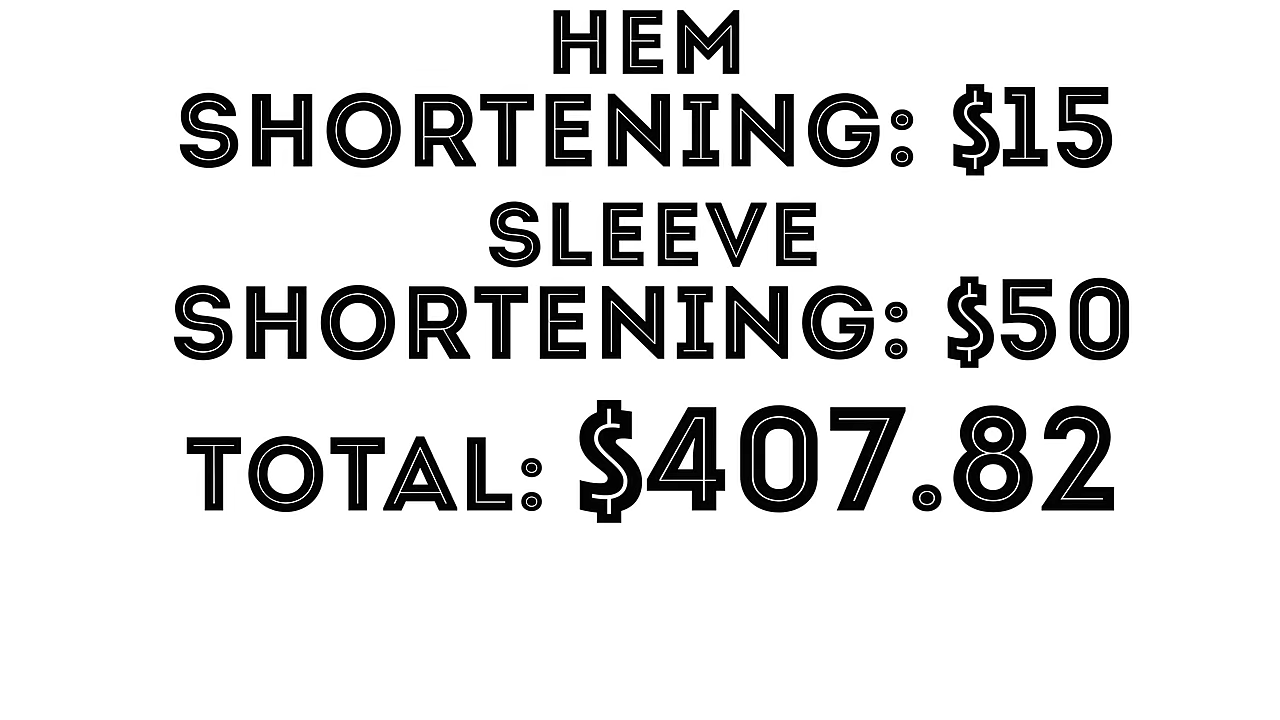 HEM
SHORTENING: $15
SLEEVE
SHORTENING: $50
TOTAL: $407.82